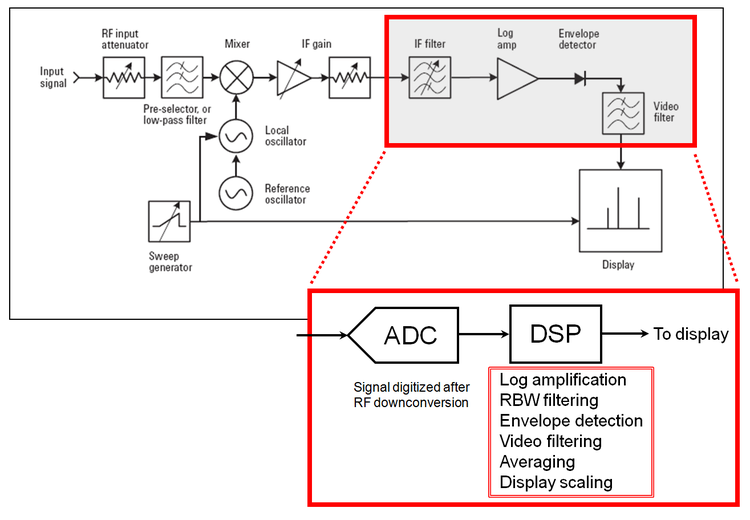 RF input
attenuator
Mixer
IF gain
IF filter
Log
amp
Envelope
detector
Input
signal
Pre-selector, or
low-pass filter
Video
filter
Local
oscillator
Reference
oscillator
Sweep
generator
Display
ADC
DSP
To display
Signal digitized after
RF downconversion
Log amplification
RBW filtering
Envelope detection
Video filtering
Averaging
Display scaling